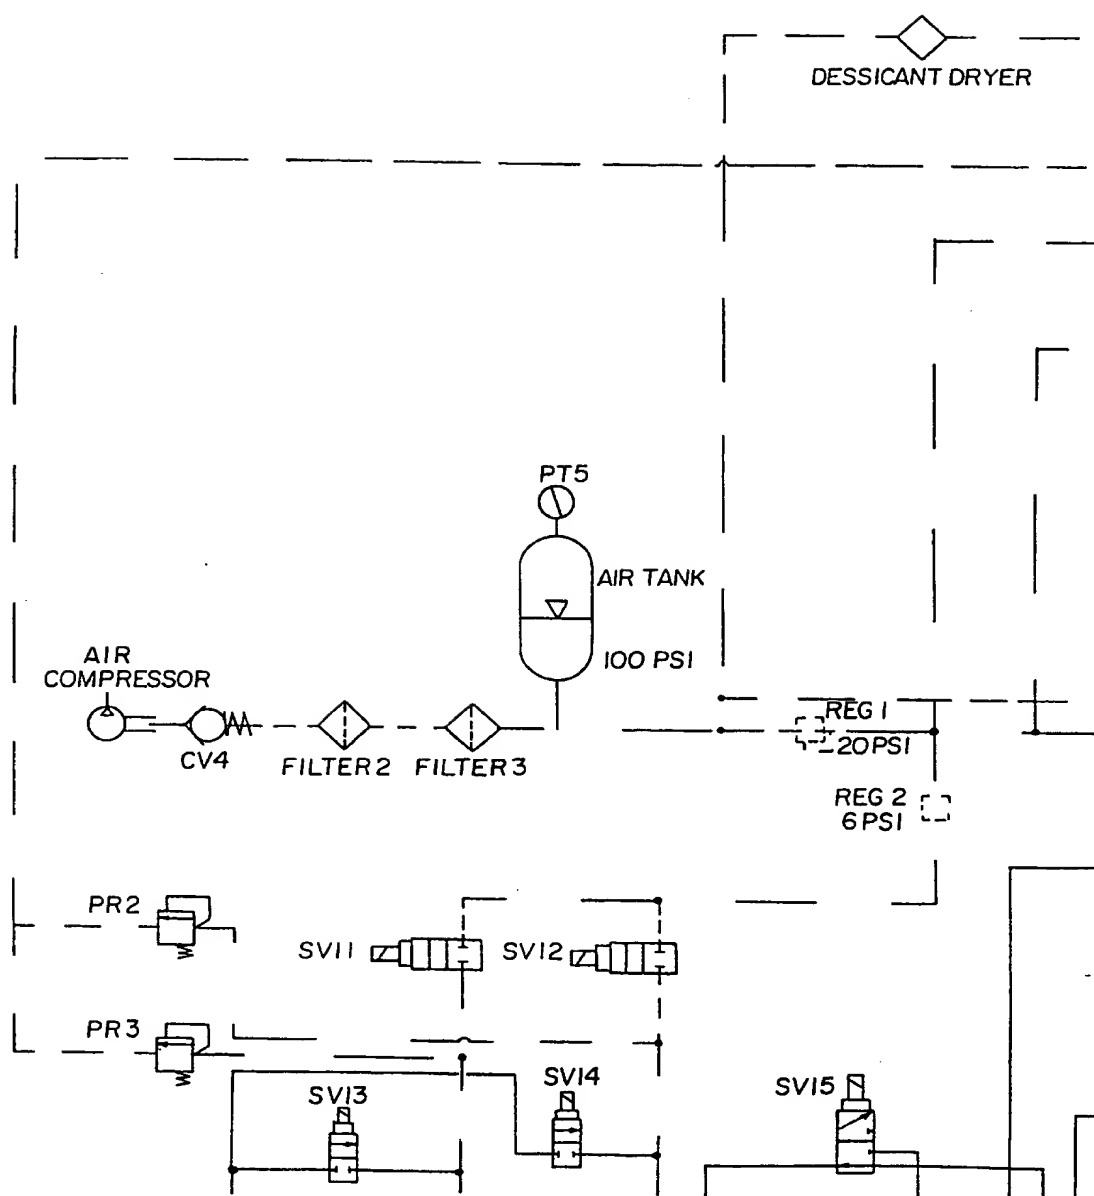 DESSICANT DRYER
PT5
AIR TANK
100 PSI
AIR
COMPRESSOR
CV4
FILTER 2
FILTER 3
REG 1
20 PSI
REG 2
6 PSI
PR2
SV11
SV12
PR3
SV13
SV14
SV15